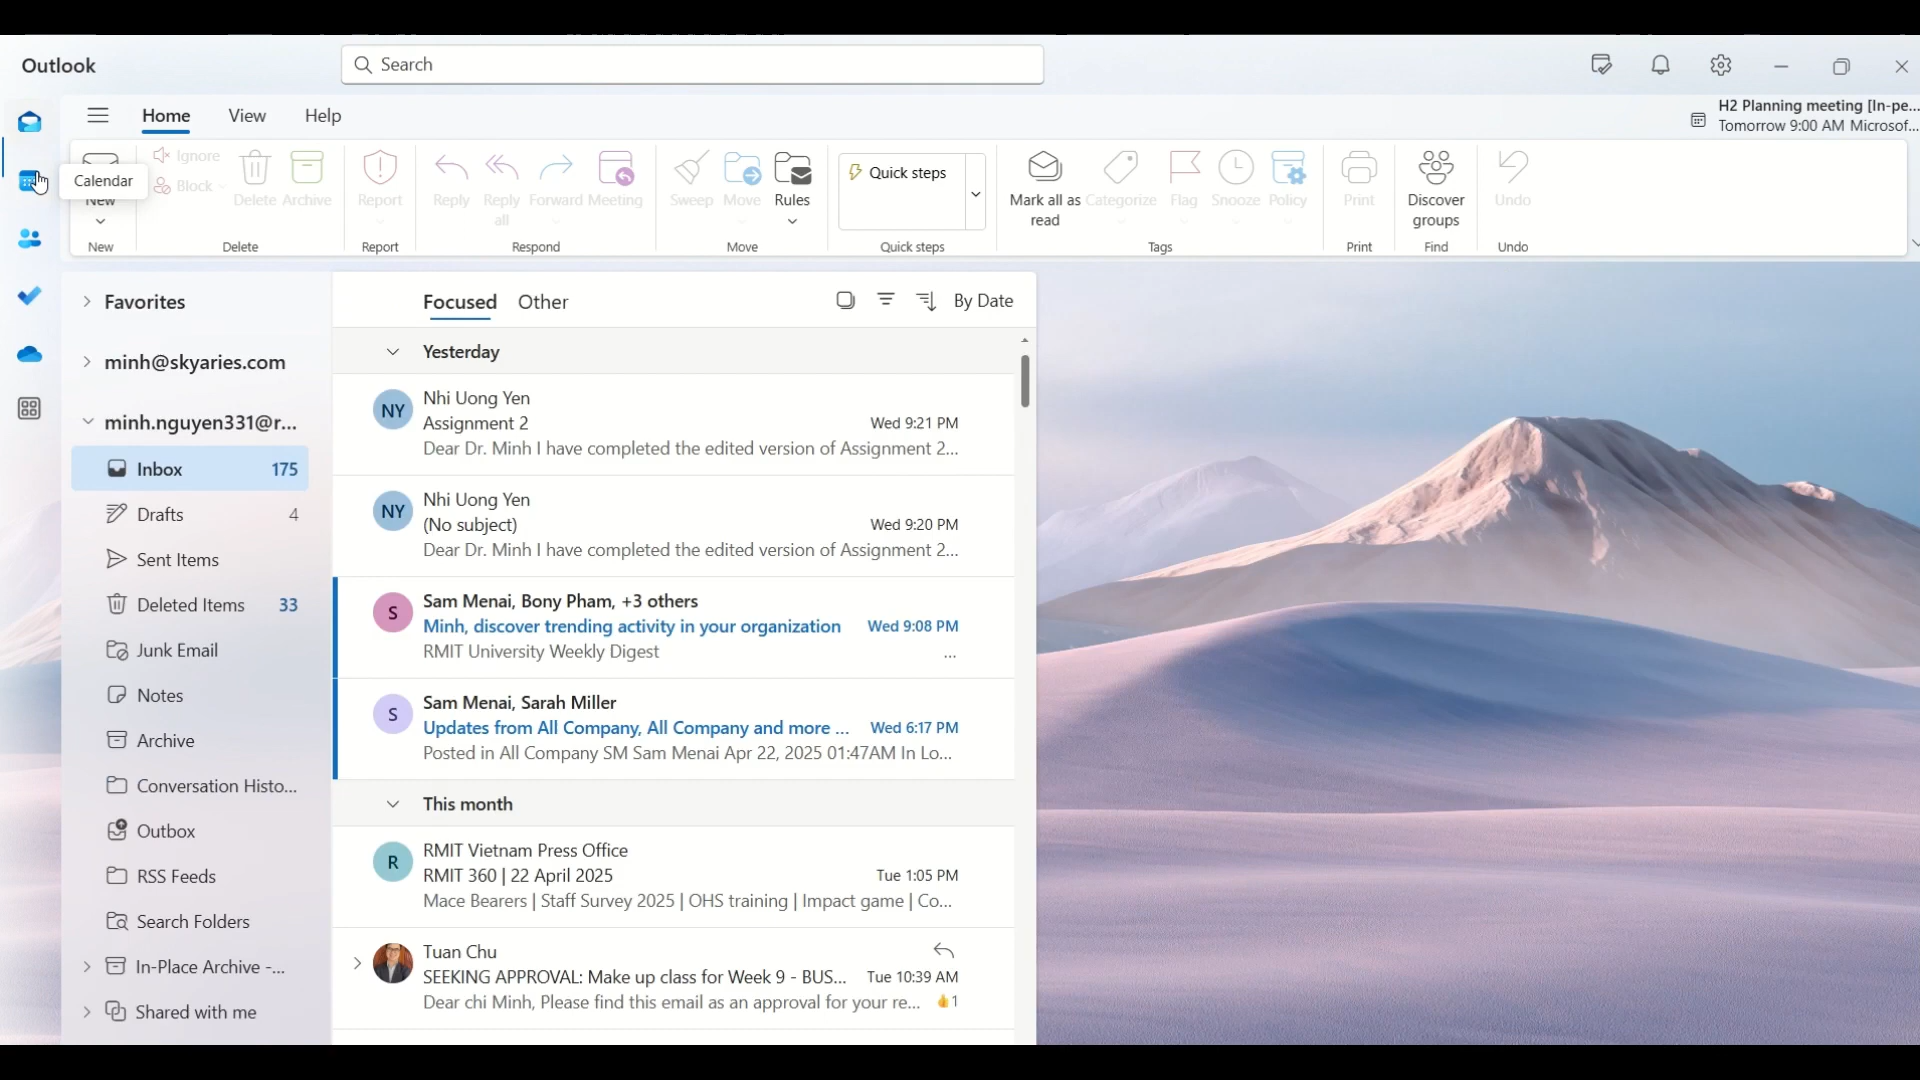 Outlook
Search
H2 Planning meeting [In-pe...
Tomorrow 9:00 AM Microsof...
Home View Help
Calendar
New
New
Ignore
Block
Delete Archive
Delete
Report
Report
Reply
Reply all
Forward
Meeting
Respond
Sweep
Move
Rules
Move
Quick steps
Quick steps
Mark all as read
Categorize
Flag
Snooze
Policy
Tags
Print
Print
Discover groups
Find
Undo
Undo
Favorites
minh@skyaries.com
minh.nguyen331@r...
Inbox 175
Drafts 4
Sent Items
Deleted Items 33
Junk Email
Notes
Archive
Conversation Histo...
Outbox
RSS Feeds
Search Folders
In-Place Archive -...
Shared with me
Focused Other By Date
Yesterday
NY
Nhi Uong Yen
Assignment 2 Wed 9:21 PM
Dear Dr. Minh I have completed the edited version of Assignment 2...
NY
Nhi Uong Yen
(No subject) Wed 9:20 PM
Dear Dr. Minh I have completed the edited version of Assignment 2...
S
Sam Menai, Bony Pham, +3 others
Minh, discover trending activity in your organization Wed 9:08 PM
RMIT University Weekly Digest ...
S
Sam Menai, Sarah Miller
Updates from All Company, All Company and more ... Wed 6:17 PM
Posted in All Company SM Sam Menai Apr 22, 2025 01:47AM In Lo...
This month
R
RMIT Vietnam Press Office
RMIT 360 | 22 April 2025 Tue 1:05 PM
Mace Bearers | Staff Survey 2025 | OHS training | Impact game | Co...
Tuan Chu
SEEKING APPROVAL: Make up class for Week 9 - BUS... Tue 10:39 AM
Dear chi Minh, Please find this email as an approval for your re... 👍1